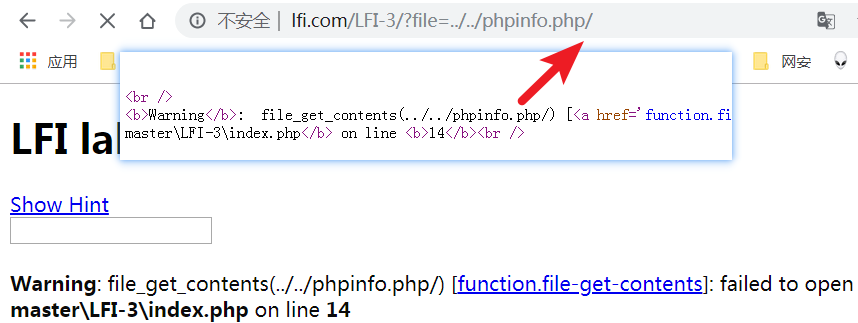 不安全 | lfi.com/LFI-3/?file=../../phpinfo.php/
应用
网安
<br />
<b>Warning</b>:  file_get_contents(../../phpinfo.php/) [<a href='function.fi
master\LFI-3\index.php</b> on line <b>14</b><br />
LFI la
Show Hint
Warning: file_get_contents(../../phpinfo.php/) [function.file-get-contents]: failed to open
master\LFI-3\index.php on line 14